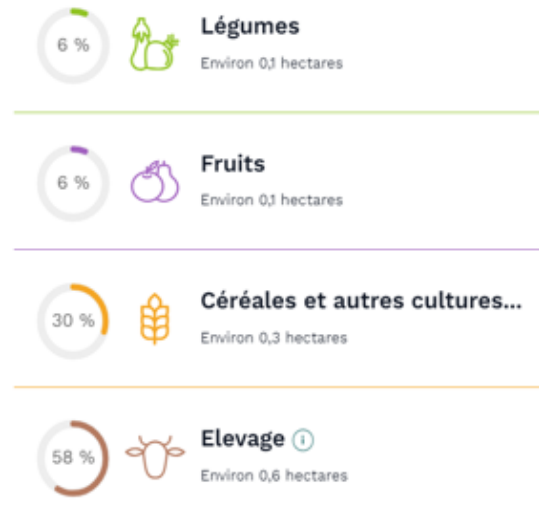 6 %
Légumes
Environ 0,1 hectares
6 %
Fruits
Environ 0,1 hectares
30 %
Céréales et autres cultures...
Environ 0,3 hectares
58 %
Elevage i
Environ 0,6 hectares